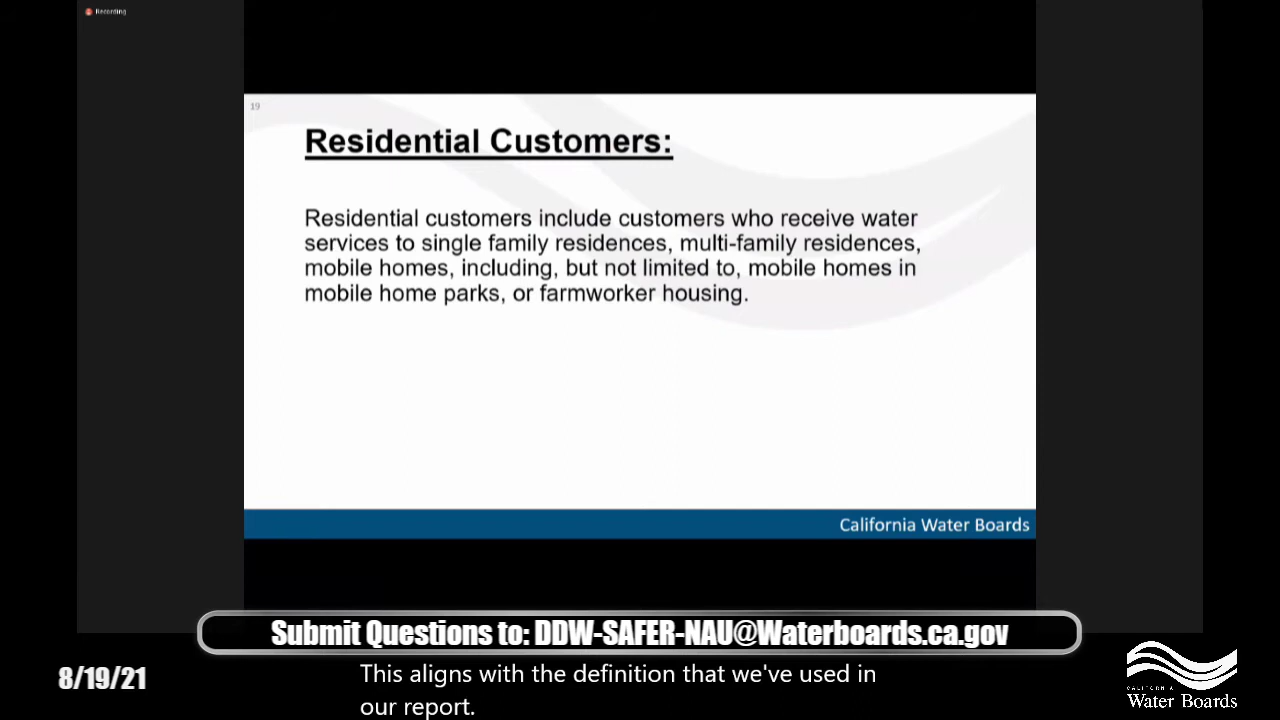 Recording
19
Residential Customers:
Residential customers include customers who receive water
services to single family residences, multi-family residences,
mobile homes, including, but not limited to, mobile homes in
mobile home parks, or farmworker housing.
California Water Boards
Submit Questions to: DDW-SAFER-NAU@Waterboards.ca.gov
8/19/21
This aligns with the definition that we've used in
our report.
CALIFORNIA
Water Boards